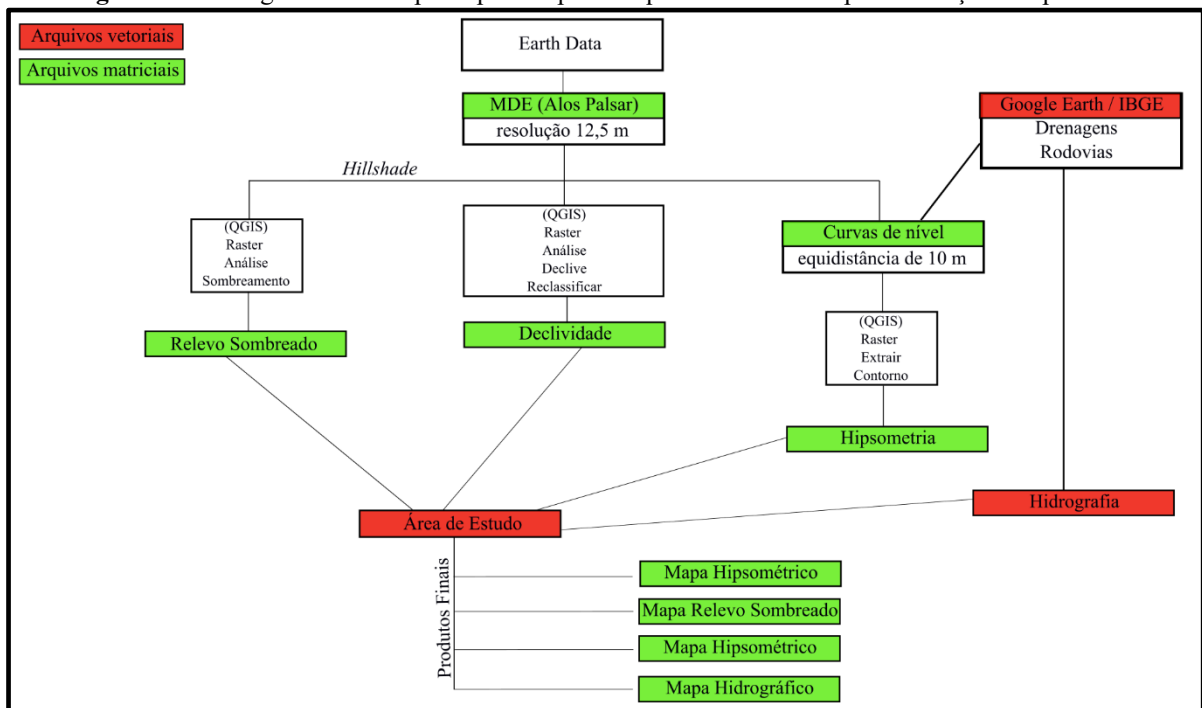 Arquivos vetoriais
Arquivos matriciais
Earth Data
MDE (Alos Palsar)
resolução 12,5 m
Google Earth / IBGE
Drenagens
Rodovias
Hillshade
(QGIS)
Raster
Análise
Sombreamento
(QGIS)
Raster
Análise
Declive
Reclassificar
Curvas de nível
equidistância de 10 m
Relevo Sombreado
Declividade
(QGIS)
Raster
Extrair
Contorno
Hipsometria
Hidrografia
Área de Estudo
Produtos Finais
Mapa Hipsométrico
Mapa Relevo Sombreado
Mapa Hipsométrico
Mapa Hidrográfico